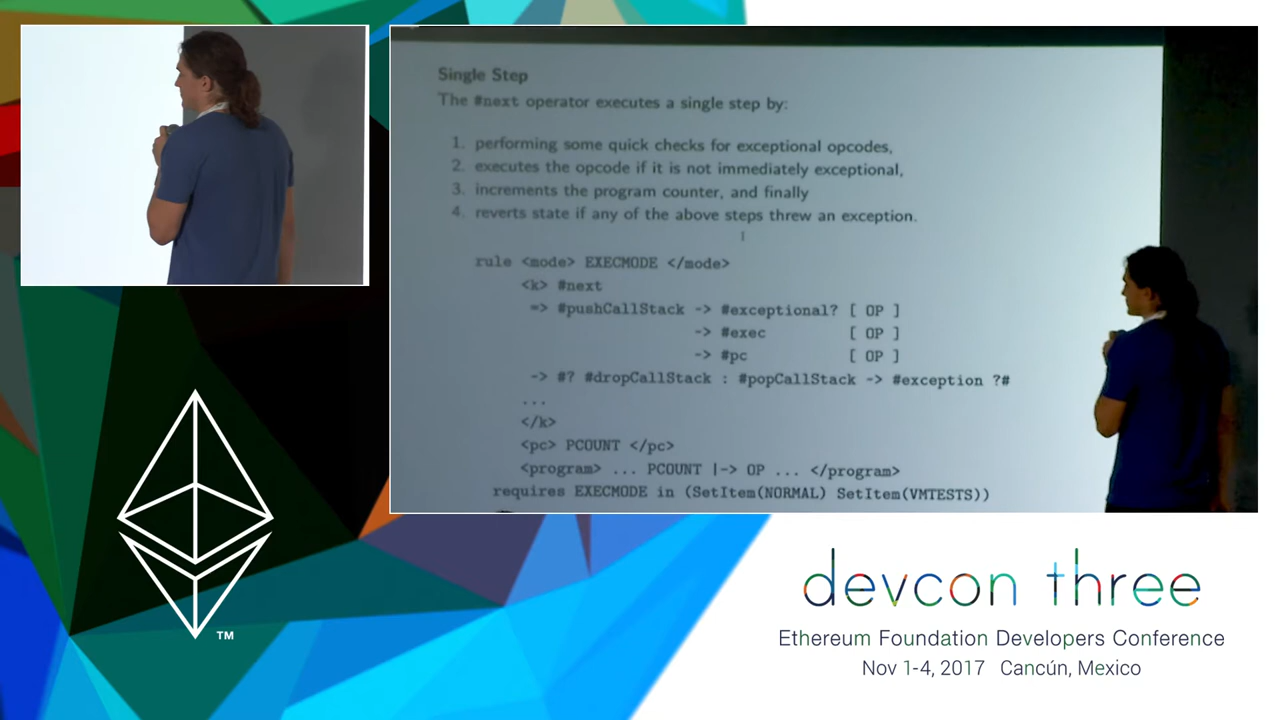 Single Step
The #next operator executes a single step by:
1. performing some quick checks for exceptional opcodes,
2. executes the opcode if it is not immediately exceptional,
3. increments the program counter, and finally
4. reverts state if any of the above steps threw an exception.
rule <mode> EXECMODE </mode>
<k> #next
=> #pushCallStack -> #exceptional? [ OP ]
-> #exec [ OP ]
-> #pc [ OP ]
-> #? #dropCallStack : #popCallStack -> #exception ?#
...
</k>
<pc> PCOUNT </pc>
<program> ... PCOUNT |-> OP ... </program>
requires EXECMODE in (SetItem(NORMAL) SetItem(VMTESTS))
TM
devcon three
Ethereum Foundation Developers Conference
Nov 1-4, 2017 Cancún, Mexico